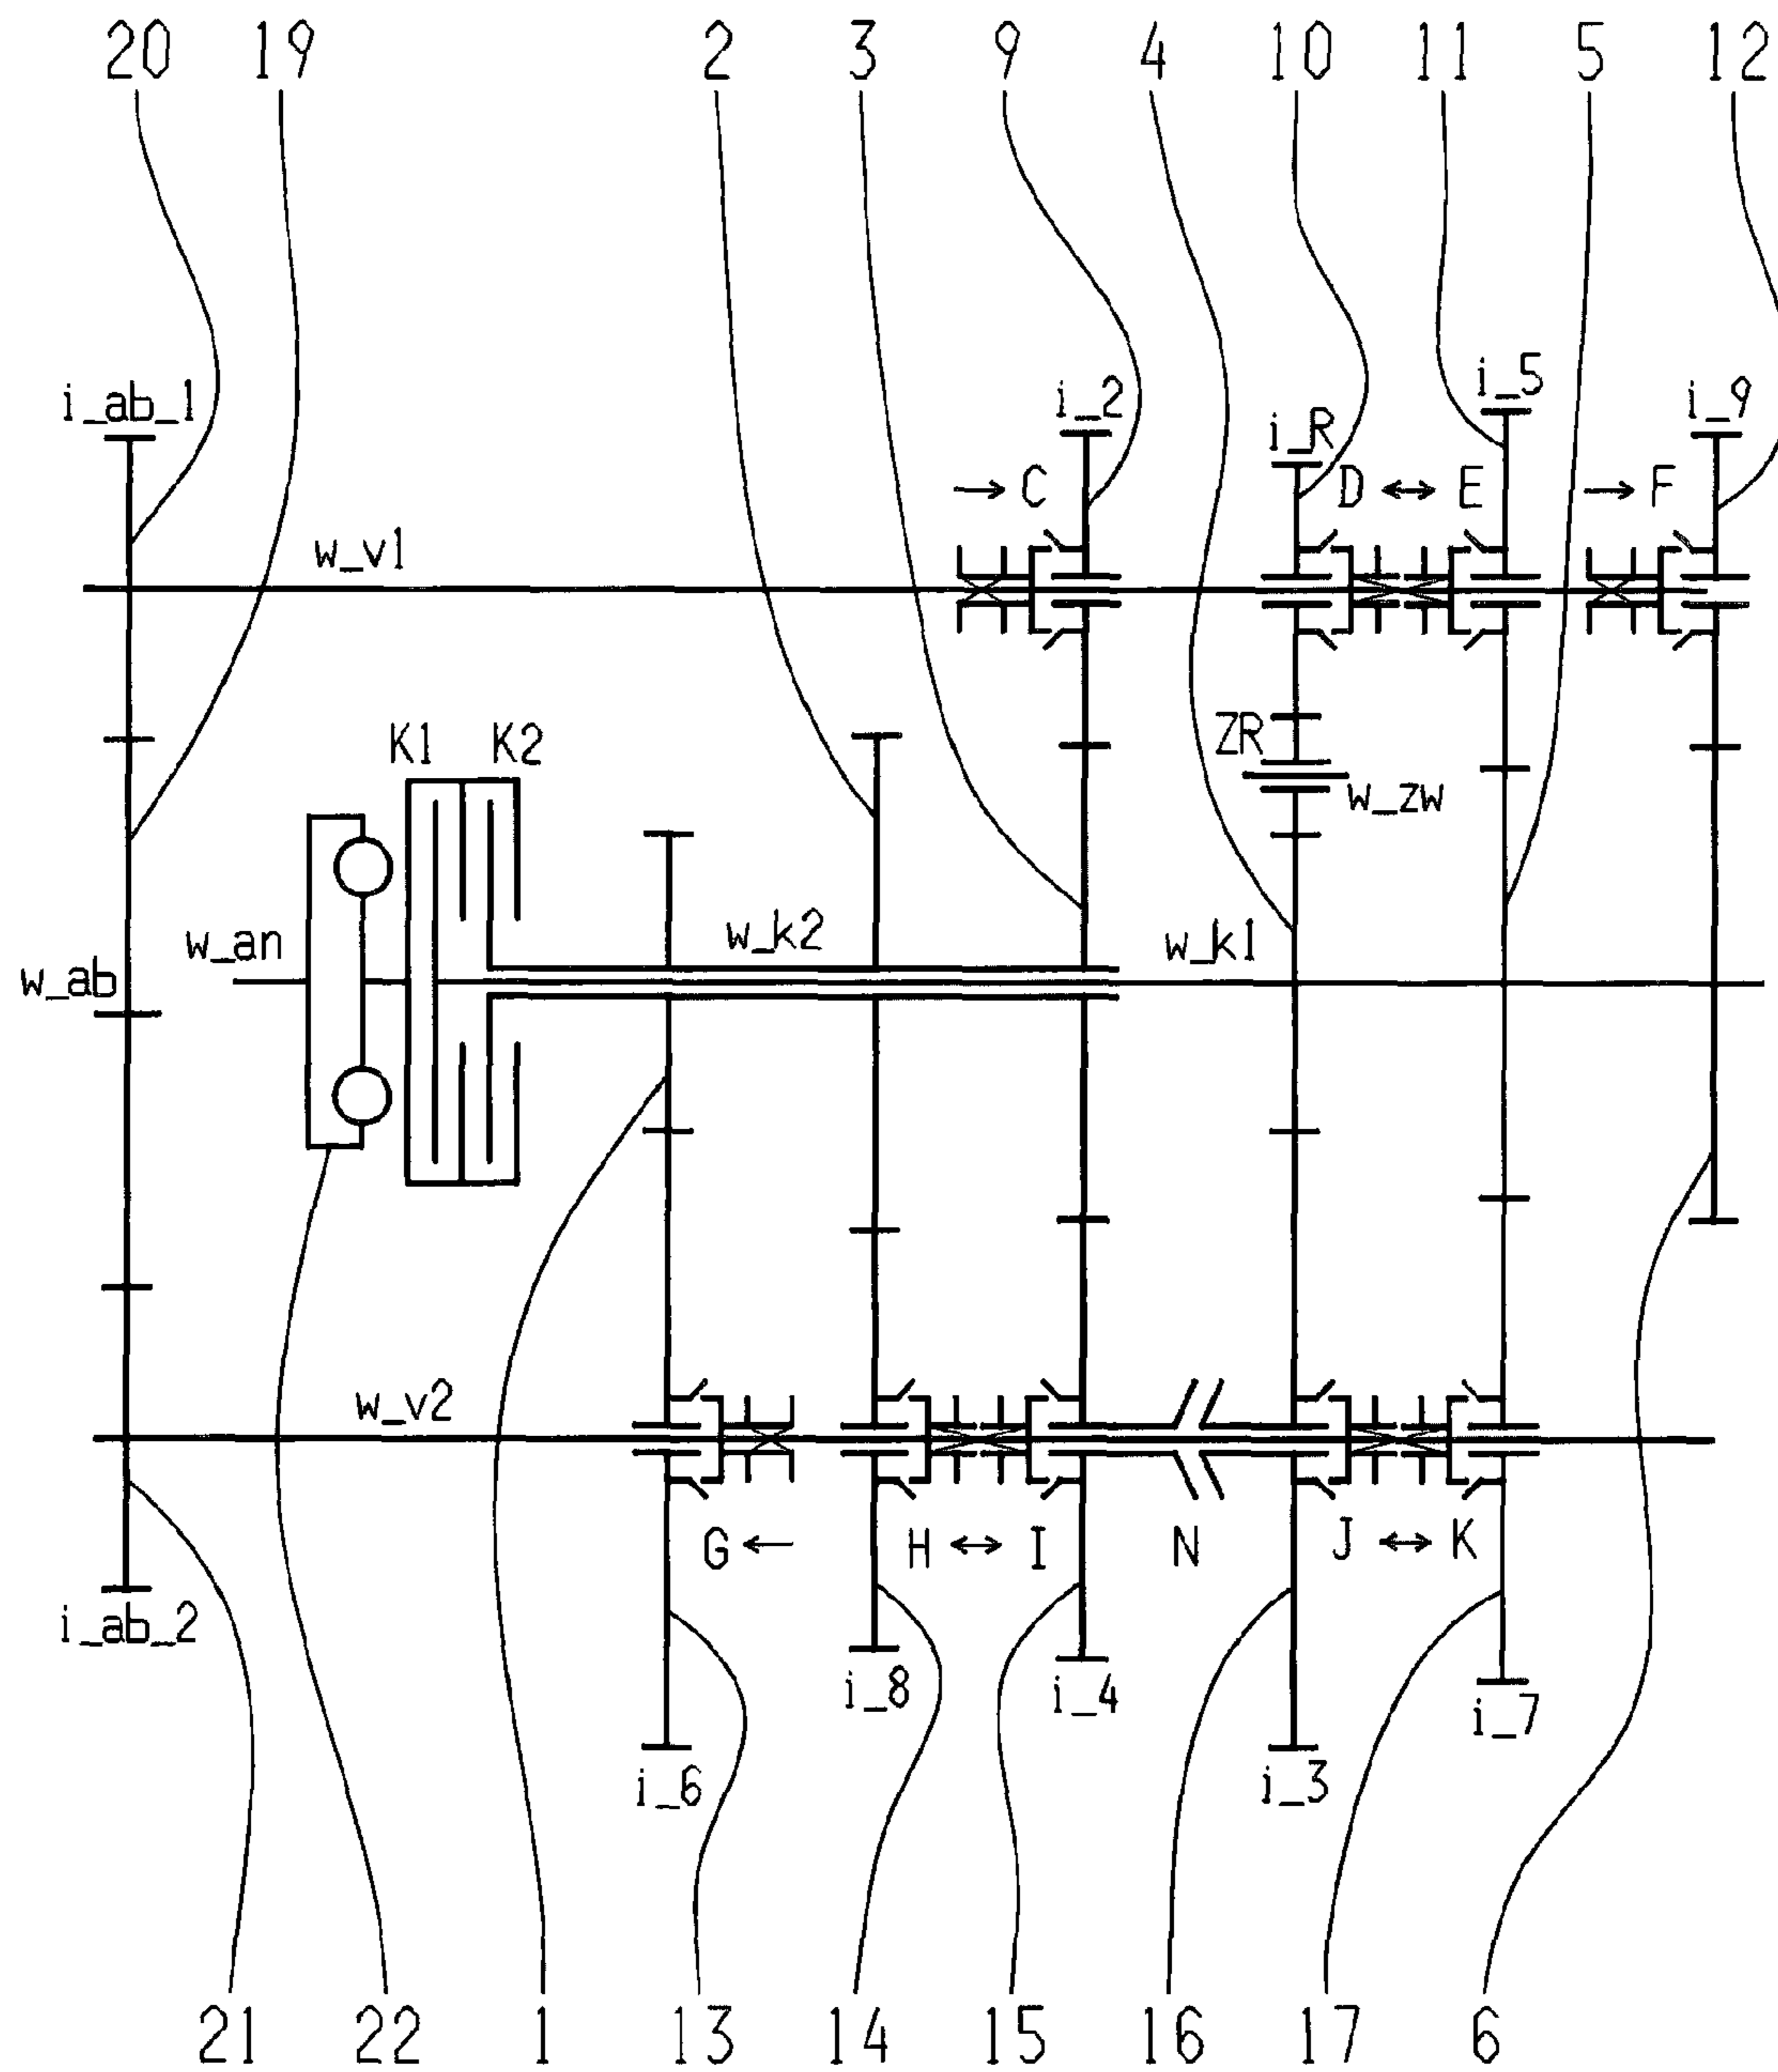 20 19 2 3 9 4 10 11 5 12
i_5
i_ab_1 i_2 i_R i_9
→ C D ↔ E → F
w_v1
K1 K2 ZR
w_zw
w_an w_k2 w_k1
w_ab
w_v2
G ← H ↔ I N J ↔ K
i_ab_2
i_8 i_4 i_7
i_6 i_3
21 22 1 13 14 15 16 17 6